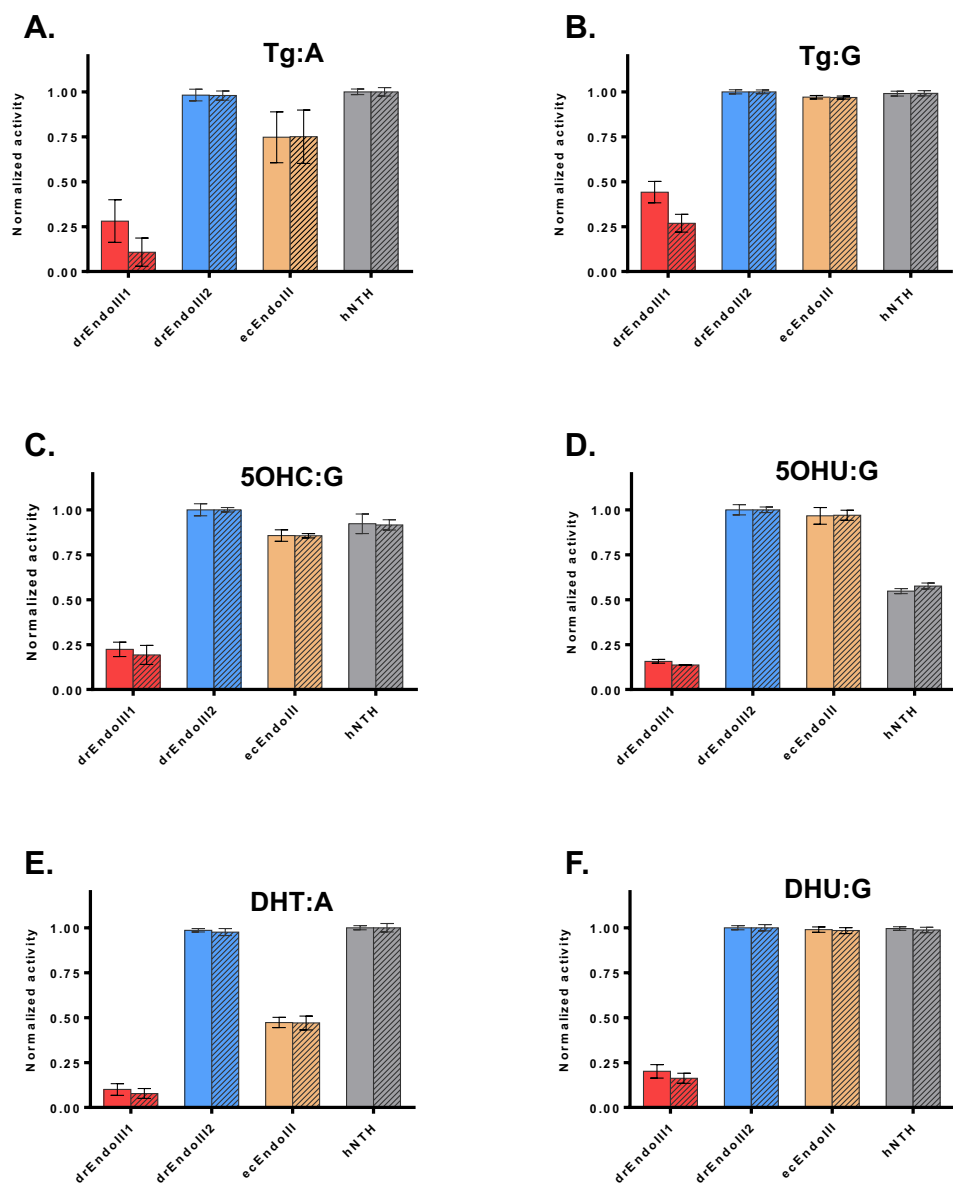 A.
Tg:A
Normalized activity
1.00
0.75
0.50
0.25
0.00
drEndoIII1
drEndoIII2
ecEndoIII
hNTH
B.
Tg:G
Normalized activity
1.00
0.75
0.50
0.25
0.00
drEndoIII1
drEndoIII2
ecEndoIII
hNTH
C.
5OHC:G
Normalized activity
1.00
0.75
0.50
0.25
0.00
drEndoIII1
drEndoIII2
ecEndoIII
hNTH
D.
5OHU:G
Normalized activity
1.00
0.75
0.50
0.25
0.00
drEndoIII1
drEndoIII2
ecEndoIII
hNTH
E.
DHT:A
Normalized activity
1.00
0.75
0.50
0.25
0.00
drEndoIII1
drEndoIII2
ecEndoIII
hNTH
F.
DHU:G
Normalized activity
1.00
0.75
0.50
0.25
0.00
drEndoIII1
drEndoIII2
ecEndoIII
hNTH